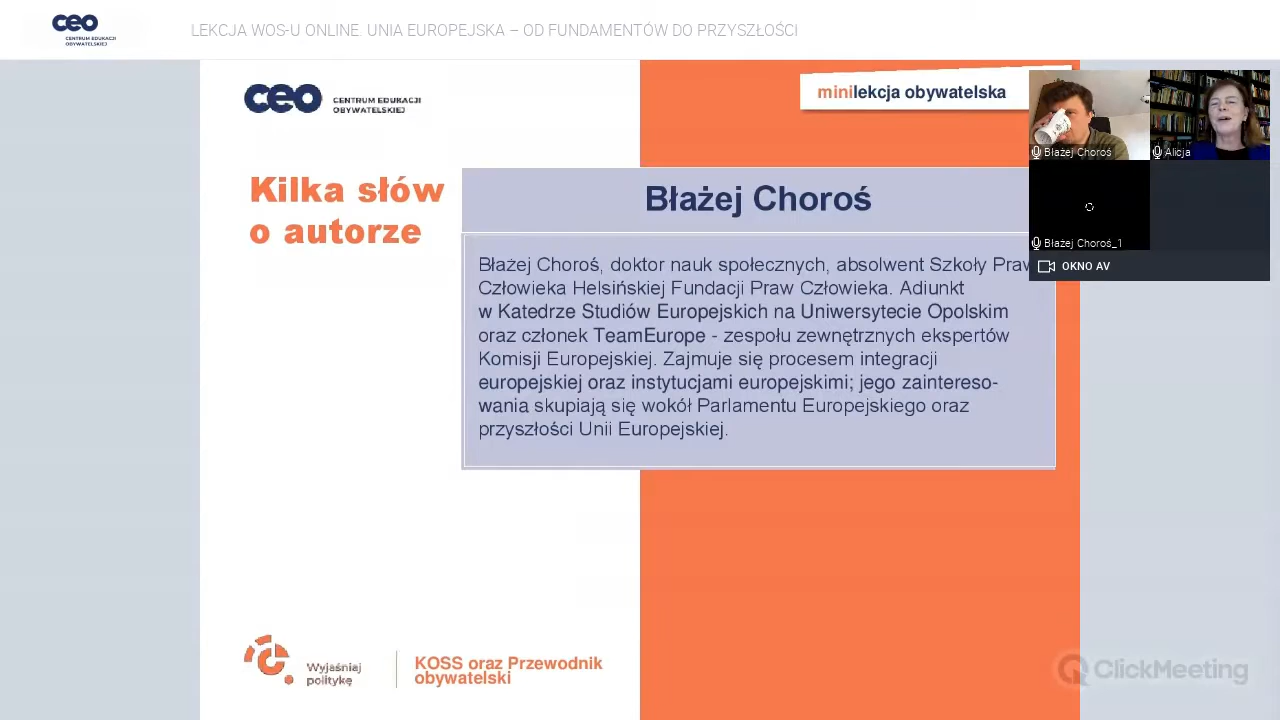 ceo
CENTRUM EDUKACJI
OBYWATELSKIEJ
LEKCJA WOS-U ONLINE. UNIA EUROPEJSKA – OD FUNDAMENTÓW DO PRZYSZŁOŚCI
ceo
CENTRUM EDUKACJI
OBYWATELSKIEJ
minilekcja obywatelska
Błażej Choroś
Alicja
Błażej Choroś_1
OKNO AV
Kilka słów
o autorze
Błażej Choroś
Błażej Choroś, doktor nauk społecznych, absolwent Szkoły Praw
Człowieka Helsińskiej Fundacji Praw Człowieka. Adiunkt
w Katedrze Studiów Europejskich na Uniwersytecie Opolskim
oraz członek TeamEurope - zespołu zewnętrznych ekspertów
Komisji Europejskiej. Zajmuje się procesem integracji
europejskiej oraz instytucjami europejskimi; jego zaintereso-
wania skupiają się wokół Parlamentu Europejskiego oraz
przyszłości Unii Europejskiej.
Wyjaśniaj
politykę
KOSS oraz Przewodnik
obywatelski
ClickMeeting